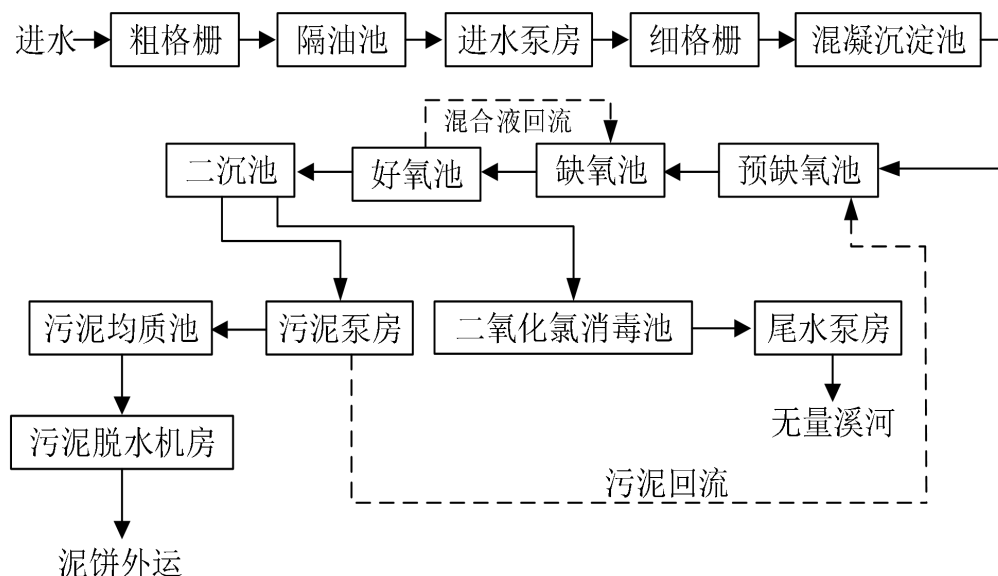 进水
粗格栅
隔油池
进水泵房
细格栅
混凝沉淀池
混合液回流
二沉池
好氧池
缺氧池
预缺氧池
污泥均质池
污泥泵房
二氧化氯消毒池
尾水泵房
污泥脱水机房
无量溪河
污泥回流
泥饼外运